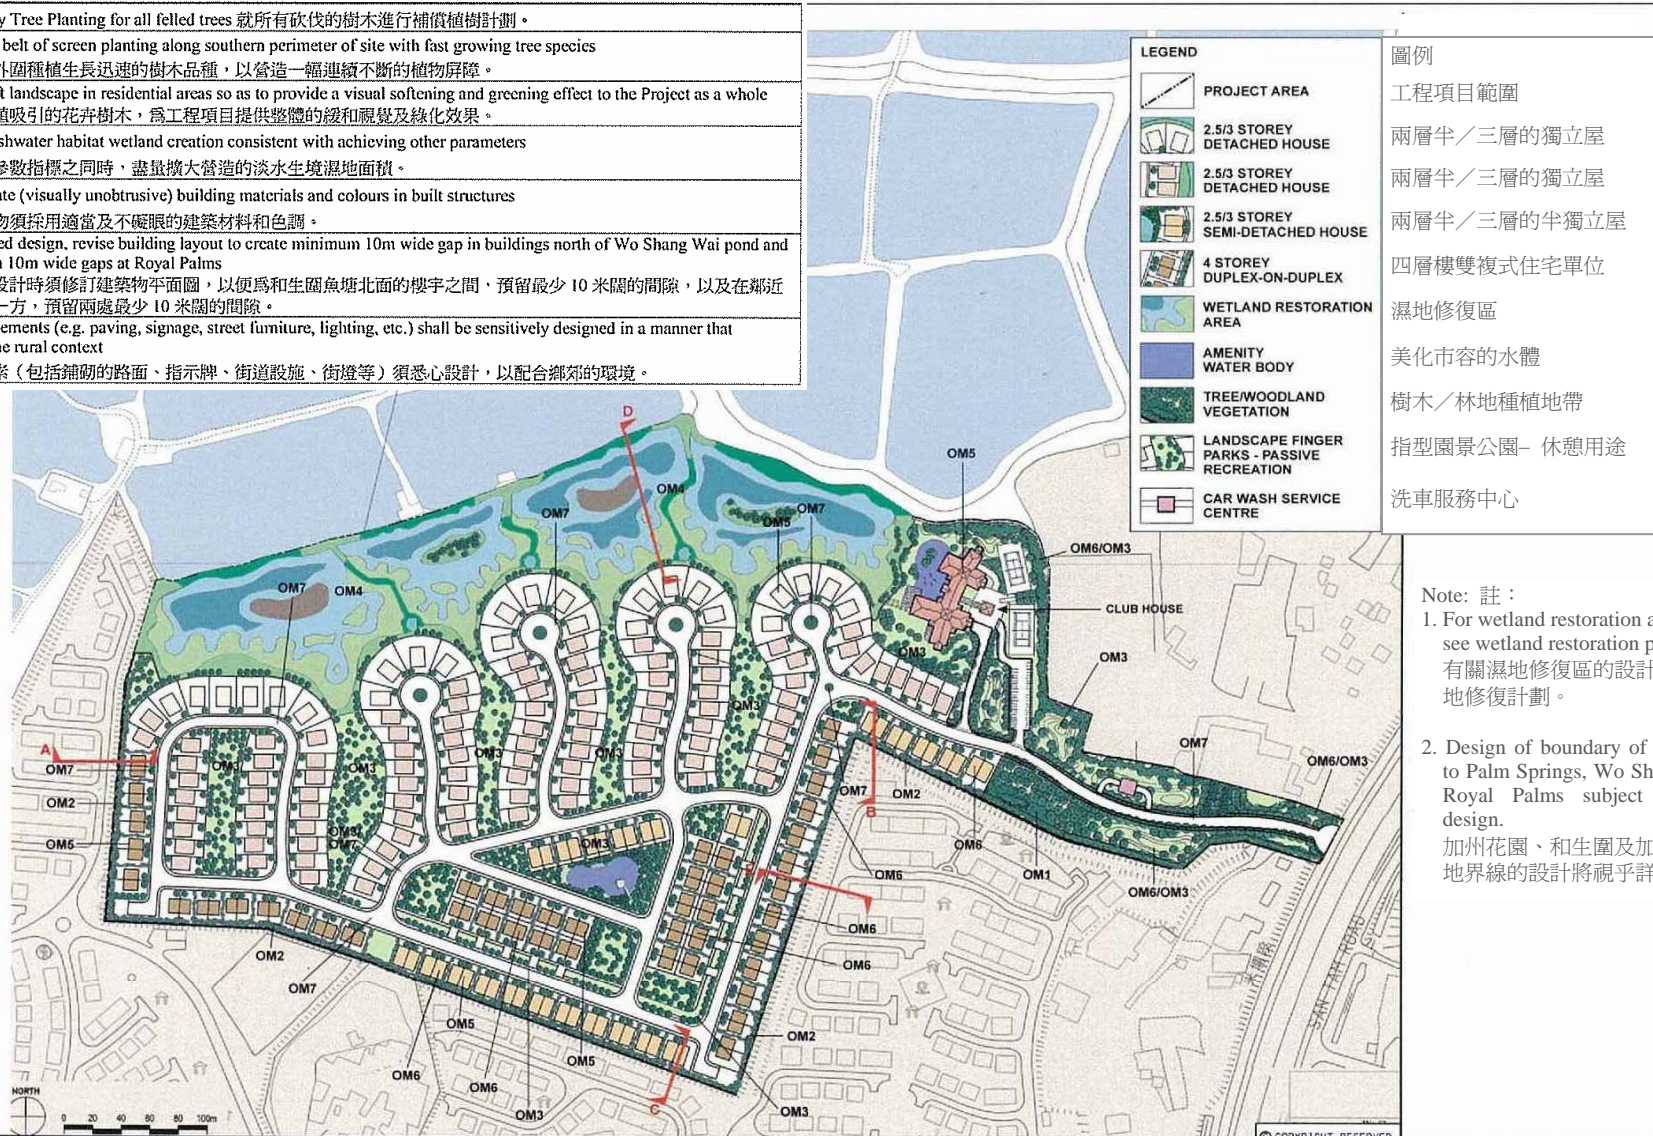 y Tree Planting for all felled trees 就所有砍伐的樹木進行補償植樹計劃。
belt of screen planting along southern perimeter of site with fast growing tree species
外圍種植生長迅速的樹木品種，以營造一幅連續不斷的植物屏障。
t landscape in residential areas so as to provide a visual softening and greening effect to the Project as a whole
植吸引的花卉樹木，為工程項目提供整體的緩和視覺及綠化效果。
shwater habitat wetland creation consistent with achieving other parameters
參數指標之同時，盡量擴大營造的淡水生境濕地面積。
te (visually unobtrusive) building materials and colours in built structures
物須採用適當及不礙眼的建築材料和色調。
ed design, revise building layout to create minimum 10m wide gap in buildings north of Wo Shang Wai pond and
10m wide gaps at Royal Palms
設計時須修訂建築物平面圖，以便為和生圍魚塘北面的樓宇之間，預留最少 10 米闊的間隙，以及在鄰近
一方，預留兩處最少 10 米闊的間隙。
ements (e.g. paving, signage, street furniture, lighting, etc.) shall be sensitively designed in a manner that
e rural context
素（包括鋪砌的路面、指示牌、街道設施、街燈等）須悉心設計，以配合鄉郊的環境。
LEGEND
圖例
PROJECT AREA
工程項目範圍
2.5/3 STOREY
DETACHED HOUSE
兩層半／三層的獨立屋
2.5/3 STOREY
DETACHED HOUSE
兩層半／三層的獨立屋
2.5/3 STOREY
SEMI-DETACHED HOUSE
兩層半／三層的半獨立屋
4 STOREY
DUPLEX-ON-DUPLEX
四層樓雙複式住宅單位
WETLAND RESTORATION
AREA
濕地修復區
AMENITY
WATER BODY
美化市容的水體
TREE/WOODLAND
VEGETATION
樹木／林地種植地帶
LANDSCAPE FINGER
PARKS - PASSIVE
RECREATION
指型園景公園– 休憩用途
CAR WASH SERVICE
CENTRE
洗車服務中心
Note: 註：
1. For wetland restoration a
see wetland restoration p
有關濕地修復區的設計
地修復計劃。
2. Design of boundary of
to Palm Springs, Wo Sh
Royal Palms subject
design.
加州花園、和生圍及加
地界線的設計將視乎詳
D
OM5
OM4
OM7
OM5
OM7
OM6/OM3
OM7
OM4
CLUB HOUSE
OM3
OM3
OM3
A
OM7
OM3
OM3
OM3
OM3
OM7
OM6/OM3
OM2
OM7
OM2
B
OM5
OM3
OM7
OM3
OM6
OM6
OM1
OM6/OM3
OM6
OM2
OM6
OM7
OM5
OM2
OM5
OM6
OM6
OM3
C
OM3
SAN TAM ROAD
NORTH
0 20 40 60 80 100m
© COPYRIGHT RESERVED